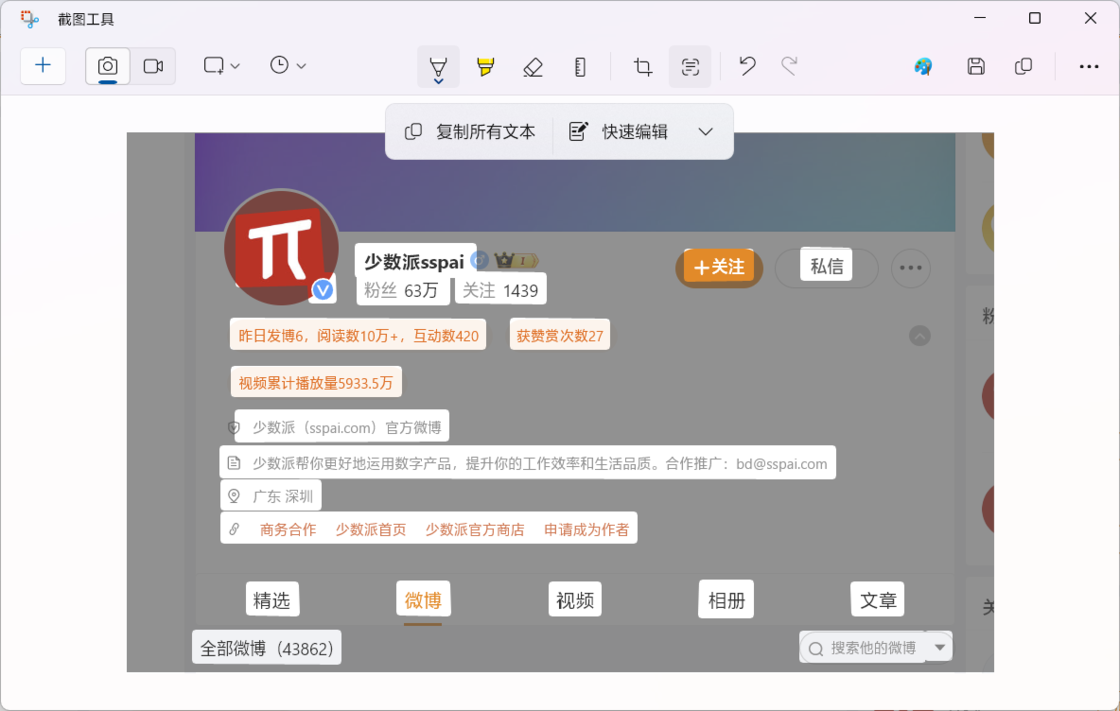 截图工具
复制所有文本 快速编辑
少数派sspai
I
+关注 私信
粉丝 63万 关注 1439
粉
昨日发博6，阅读数10万+，互动数420 获赞赏次数27
视频累计播放量5933.5万
少数派（sspai.com）官方微博
少数派帮你更好地运用数字产品，提升你的工作效率和生活品质。合作推广：bd@sspai.com
广东 深圳
商务合作 少数派首页 少数派官方商店 申请成为作者
精选 微博 视频 相册 文章
关
全部微博（43862） 搜索他的微博